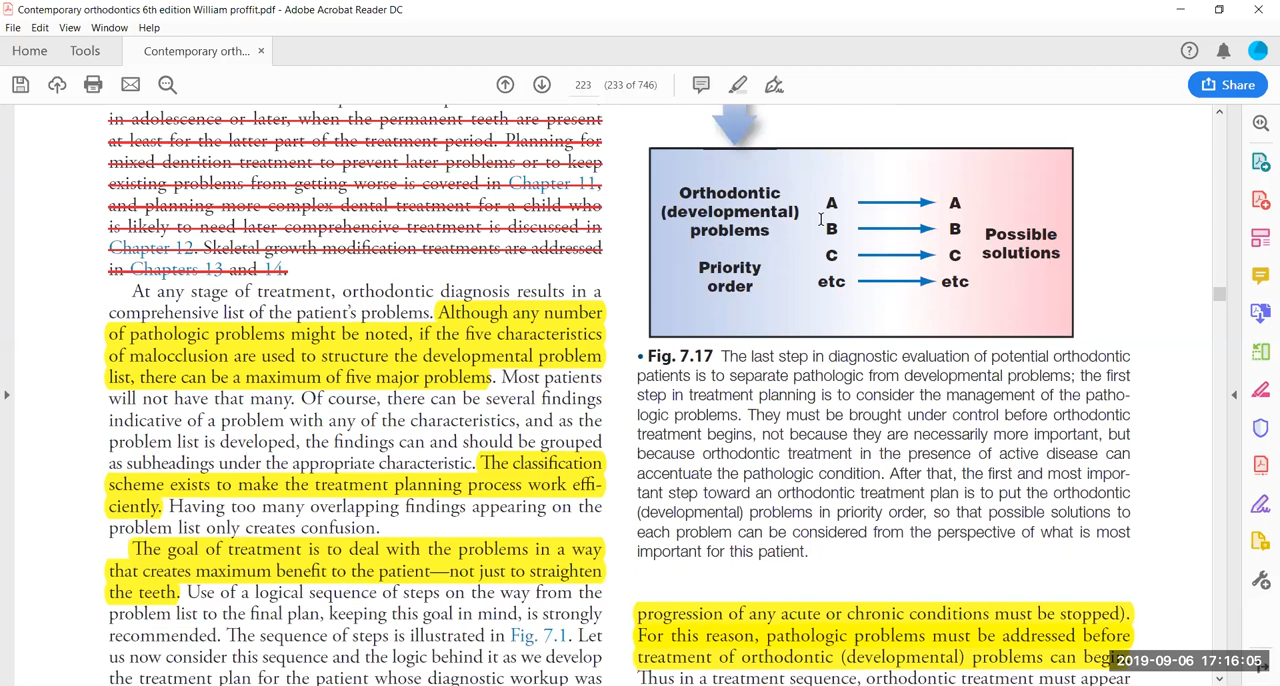 Contemporary orthodontics 6th edition William proffit.pdf - Adobe Acrobat Reader DC
File Edit View Window Help
Home Tools Contemporary orth... ×
223 (233 of 746)
Share
in adolescence or later, when the permanent teeth are present
at least for the latter part of the treatment period. Planning for
mixed dentition treatment to prevent later problems or to keep
existing problems from getting worse is covered in Chapter 11,
and planning more complex dental treatment for a child who
is likely to need later comprehensive treatment is discussed in
Chapter 12. Skeletal growth modification treatments are addressed
in Chapters 13 and 14.
At any stage of treatment, orthodontic diagnosis results in a
comprehensive list of the patient's problems. Although any number
of pathologic problems might be noted, if the five characteristics
of malocclusion are used to structure the developmental problem
list, there can be a maximum of five major problems. Most patients
will not have that many. Of course, there can be several findings
indicative of a problem with any of the characteristics, and as the
problem list is developed, the findings can and should be grouped
as subheadings under the appropriate characteristic. The classification
scheme exists to make the treatment planning process work effi-
ciently. Having too many overlapping findings appearing on the
problem list only creates confusion.
The goal of treatment is to deal with the problems in a way
that creates maximum benefit to the patient—not just to straighten
the teeth. Use of a logical sequence of steps on the way from the
problem list to the final plan, keeping this goal in mind, is strongly
recommended. The sequence of steps is illustrated in Fig. 7.1. Let
us now consider this sequence and the logic behind it as we develop
the treatment plan for the patient whose diagnostic workup was
Orthodontic
(developmental)
problems
Priority
order
A A
B B
C C
etc etc
Possible
solutions
• Fig. 7.17 The last step in diagnostic evaluation of potential orthodontic
patients is to separate pathologic from developmental problems; the first
step in treatment planning is to consider the management of the patho-
logic problems. They must be brought under control before orthodontic
treatment begins, not because they are necessarily more important, but
because orthodontic treatment in the presence of active disease can
accentuate the pathologic condition. After that, the first and most impor-
tant step toward an orthodontic treatment plan is to put the orthodontic
(developmental) problems in priority order, so that possible solutions to
each problem can be considered from the perspective of what is most
important for this patient.
progression of any acute or chronic conditions must be stopped).
For this reason, pathologic problems must be addressed before
treatment of orthodontic (developmental) problems can
Thus in a treatment sequence, orthodontic treatment must appear
2019-09-06 17:16:05